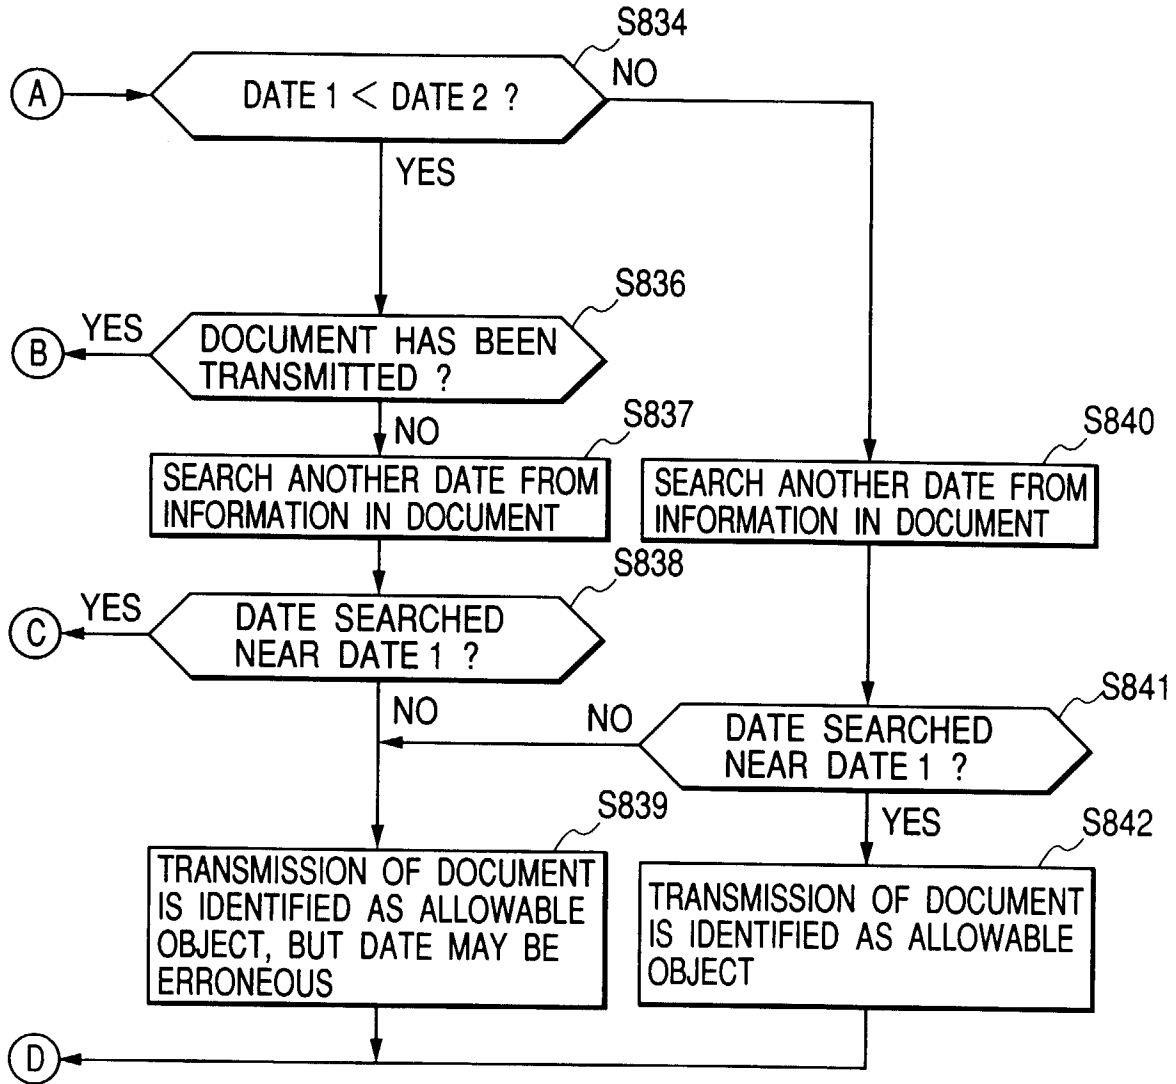 S834
A
DATE 1 < DATE 2 ?
NO
YES
S836
YES
B
DOCUMENT HAS BEEN
TRANSMITTED ?
NO
S837
SEARCH ANOTHER DATE FROM
INFORMATION IN DOCUMENT
S840
SEARCH ANOTHER DATE FROM
INFORMATION IN DOCUMENT
S838
YES
C
DATE SEARCHED
NEAR DATE 1 ?
NO
S841
NO
DATE SEARCHED
NEAR DATE 1 ?
YES
S839
TRANSMISSION OF DOCUMENT
IS IDENTIFIED AS ALLOWABLE
OBJECT, BUT DATE MAY BE
ERRONEOUS
S842
TRANSMISSION OF DOCUMENT
IS IDENTIFIED AS ALLOWABLE
OBJECT
D